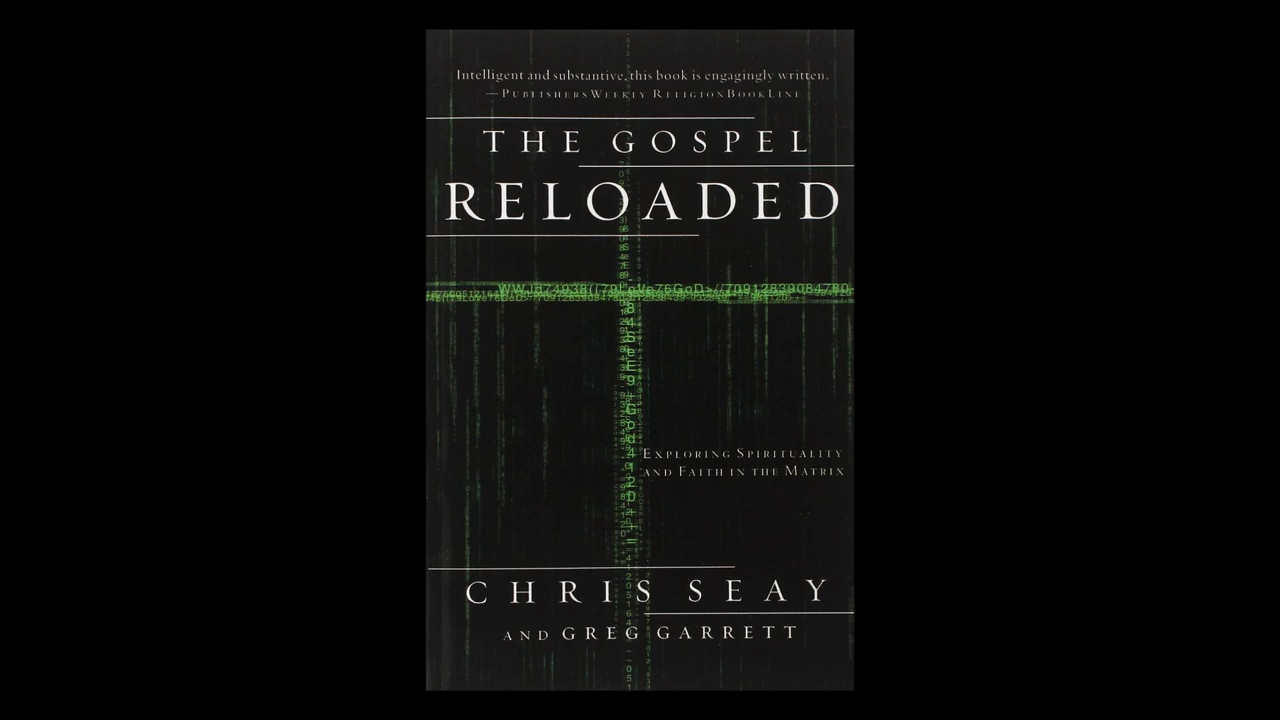 Intelligent and substantive, this book is engagingly written.
—PUBLISHERSWEEKLY RELIGIONBOOKLINE
THE GOSPEL
RELOADED
EXPLORING SPIRITUALITY
AND FAITH IN THE MATRIX
CHRIS SEAY
AND GREG GARRETT